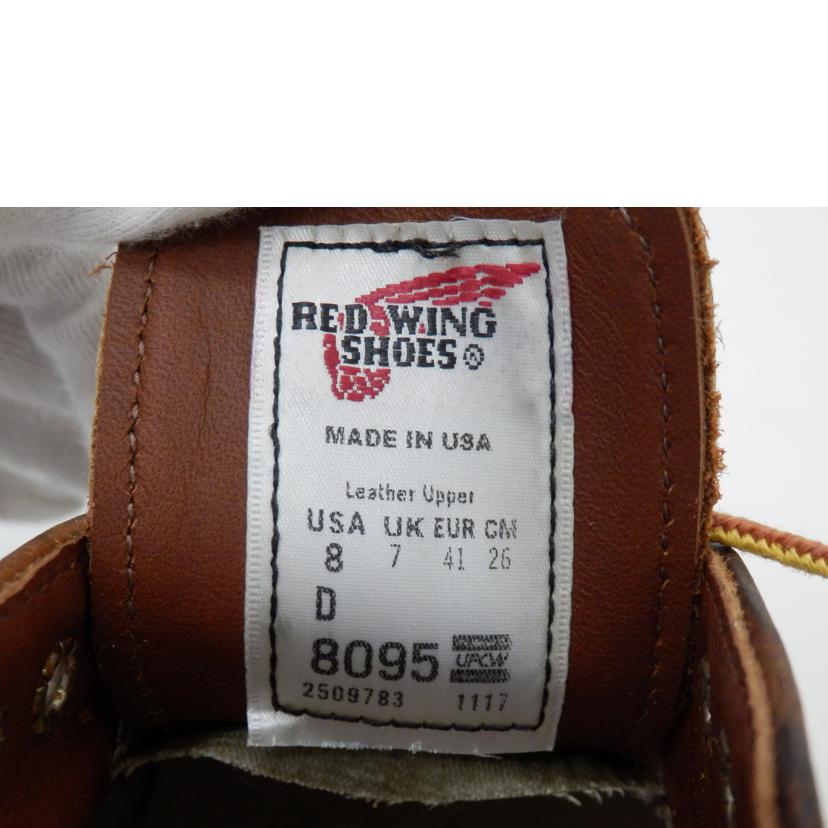 RED WING
SHOES®
MADE IN USA
Leather Upper
USA UK EUR CM
8 7 41 26
D
8095 UFCW
2509783 1117